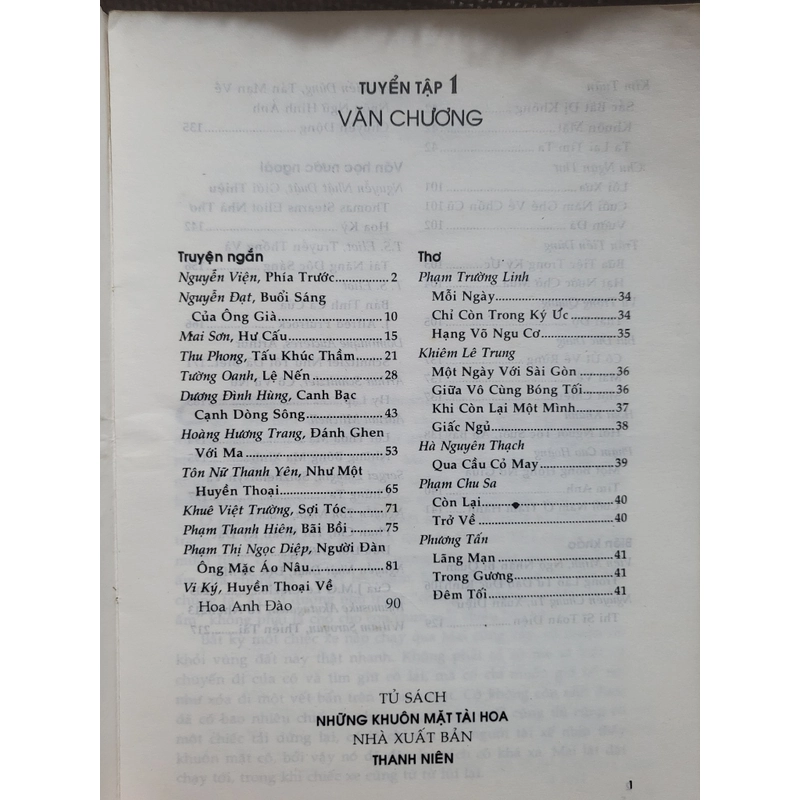 TUYỂN TẬP 1
VĂN CHƯƠNG
Truyện ngắn
Nguyễn Viện, Phía Trước...............2
Nguyễn Đạt, Buổi Sáng
Của Ông Già...............10
Mai Sơn, Hư Cấu...............15
Thu Phong, Tấu Khúc Thầm.......21
Tường Oanh, Lệ Nến...............28
Dương Đình Hùng, Canh Bạc
Cạnh Dòng Sông...............43
Hoàng Hương Trang, Đánh Ghen
Với Ma...............53
Tôn Nữ Thanh Yên, Như Một
Huyền Thoại...............65
Khuê Việt Trường, Sợi Tóc.........71
Phạm Thanh Hiên, Bãi Bồi.........75
Phạm Thị Ngọc Diệp, Người Đàn
Ông Mặc Áo Nâu...............81
Vi Ký, Huyền Thoại Về
Hoa Anh Đào 90
Thơ
Phạm Trường Linh
Mỗi Ngày...............34
Chỉ Còn Trong Ký Ức...............34
Hạng Võ Ngu Cơ...............35
Khiêm Lê Trung
Một Ngày Với Sài Gòn...............36
Giữa Vô Cùng Bóng Tối...............36
Khi Còn Lại Một Mình...............37
Giấc Ngủ...............38
Hà Nguyên Thạch
Qua Cầu Cỏ May...............39
Phạm Chu Sa
Còn Lại...............40
Trở Về...............40
Phương Tấn
Lãng Mạn...............41
Trong Gương...............41
Đêm Tối...............41
TỦ SÁCH
NHỮNG KHUÔN MẶT TÀI HOA
NHÀ XUẤT BẢN
THANH NIÊN
1